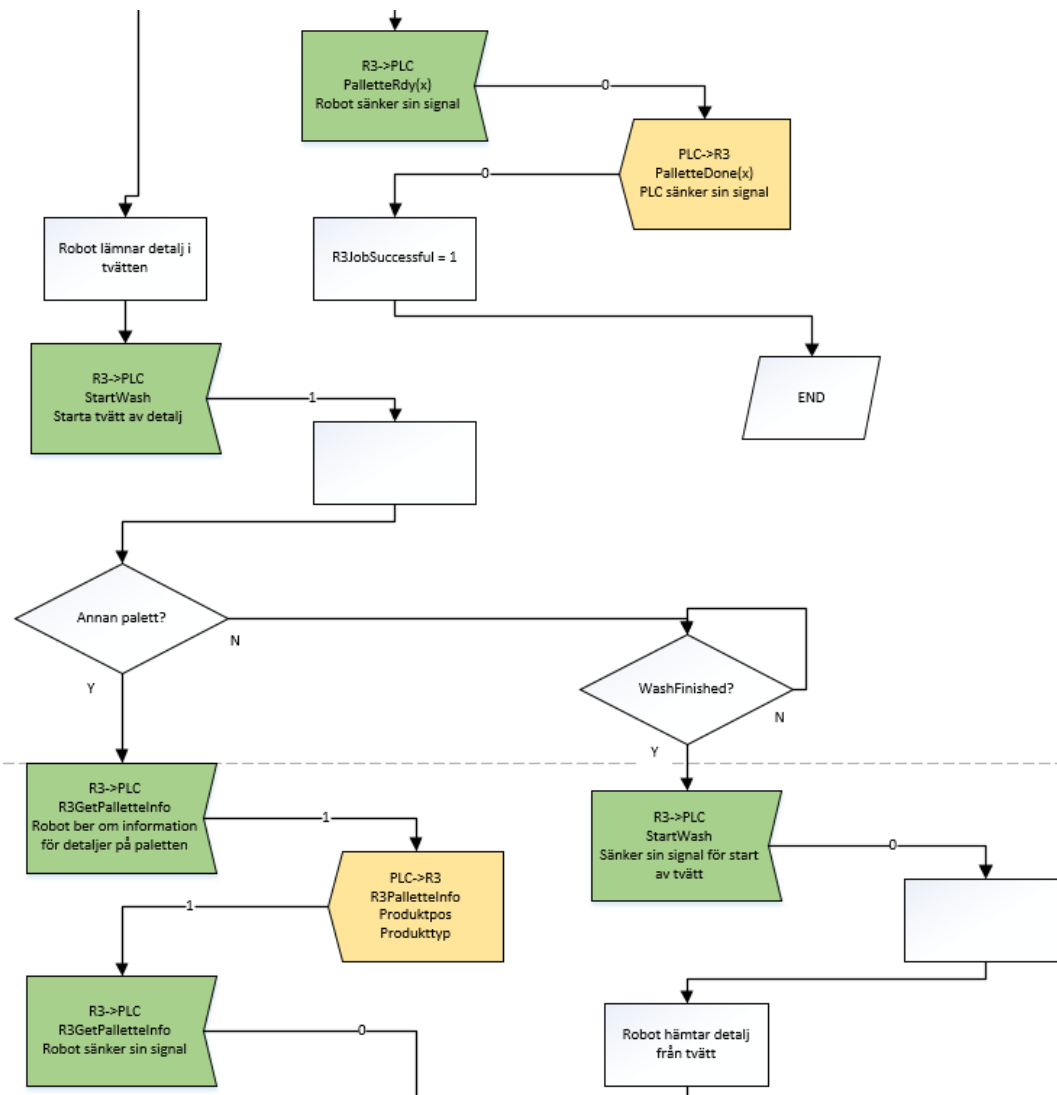 R3->PLC
PalletteRdy(x)
Robot sänker sin signal
0
PLC->R3
PalletteDone(x)
PLC sänker sin signal
0
Robot lämnar detalj i
tvätten
R3JobSuccessful = 1
R3->PLC
StartWash
Starta tvätt av detalj
1
END
Annan palett?
N
Y
WashFinished?
N
Y
R3->PLC
R3GetPalletteInfo
Robot ber om information
för detaljer på paletten
1
R3->PLC
StartWash
Sänker sin signal för start
av tvätt
0
PLC->R3
R3PalletteInfo
Produktpos
Produkttyp
1
R3->PLC
R3GetPalletteInfo
Robot sänker sin signal
0
Robot hämtar detalj
från tvätt